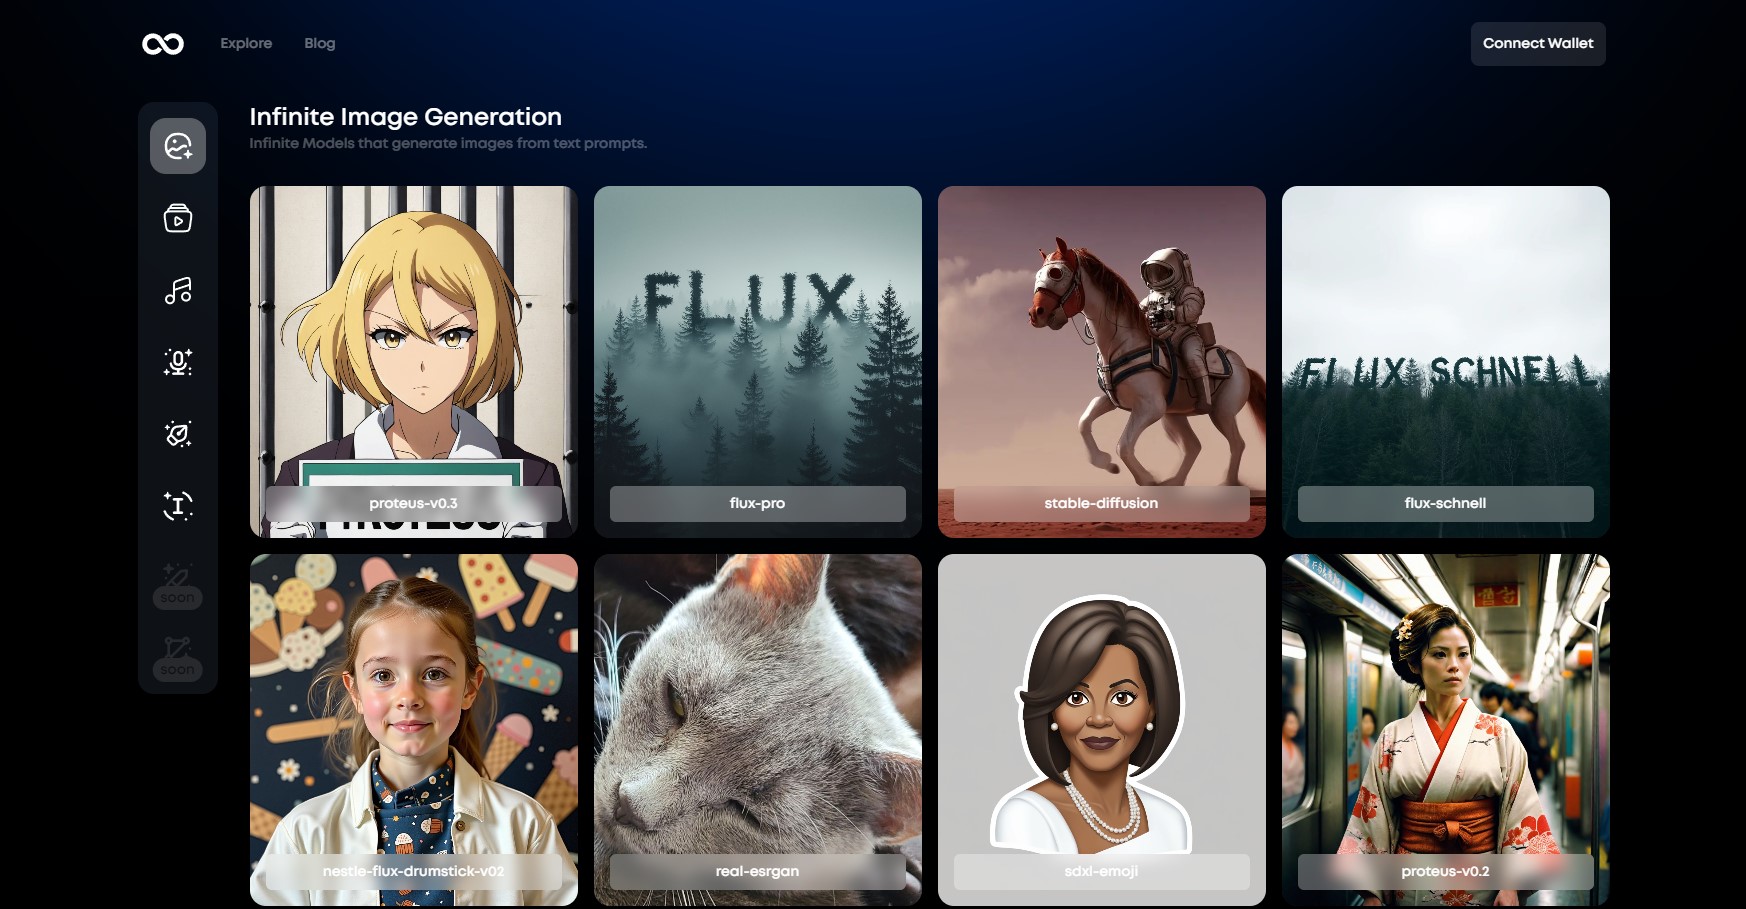 Explore
Blog
Connect Wallet
Infinite Image Generation
Infinite Models that generate images from text prompts.
soon
soon
proteus-v0.3
FLUX
flux-pro
stable-diffusion
FLUX SCHNELL
flux-schnell
nestle-flux-drumstick-v02
real-esrgan
sdxl-emoji
proteus-v0.2